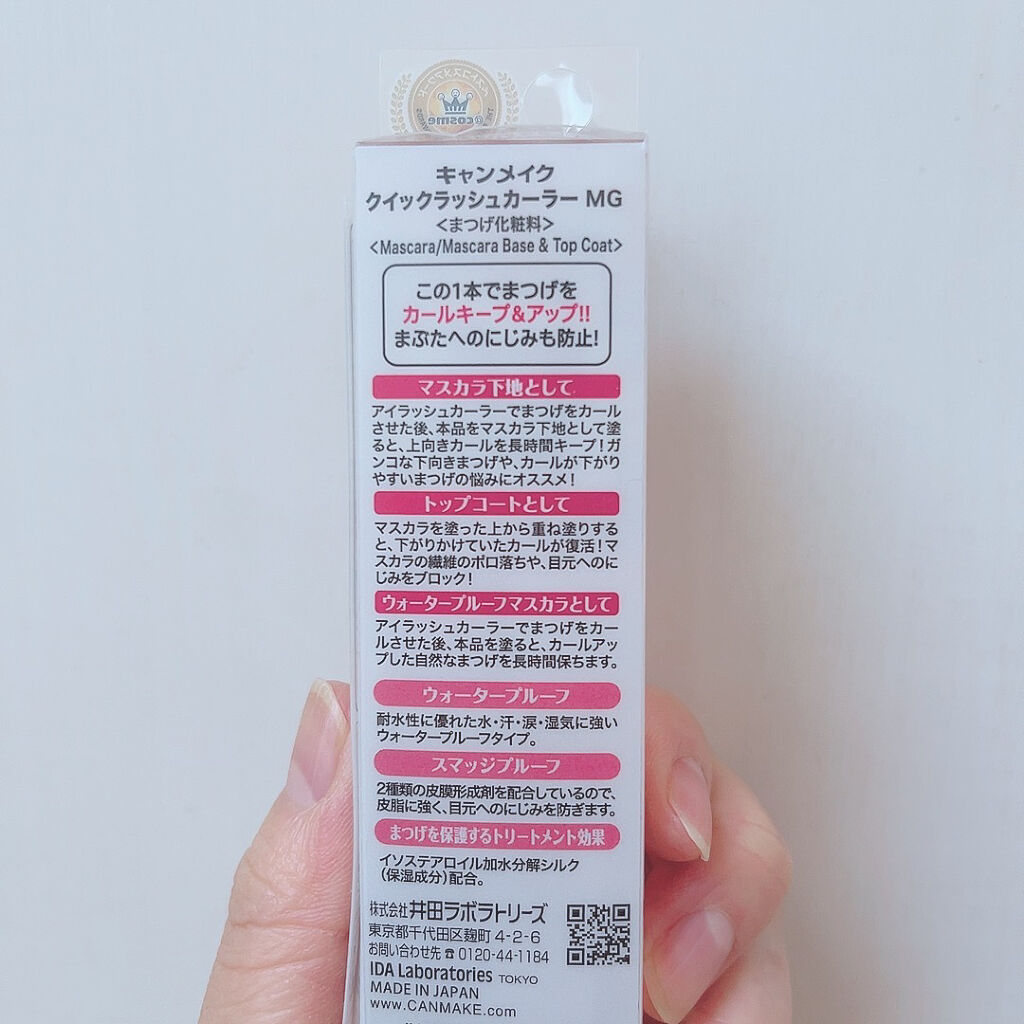 @cosme
キャンメイク
クイックラッシュカーラー MG
<まつげ化粧料>
<Mascara/Mascara Base & Top Coat>
この1本でまつげを
カールキープ&アップ!!
まぶたへのにじみも防止!
マスカラ下地として
アイラッシュカーラーでまつげをカール
させた後、本品をマスカラ下地として塗
ると、上向きカールを長時間キープ!ガ
ンコな下向きまつげや、カールが下がり
やすいまつげの悩みにオススメ!
トップコートとして
マスカラを塗った上から重ね塗りする
と、下がりかけていたカールが復活!マ
スカラの繊維のポロ落ちや、目元へのに
じみをブロック!
ウォータープルーフマスカラとして
アイラッシュカーラーでまつげをカー
ルさせた後、本品を塗ると、カールアッ
プした自然なまつげを長時間保ちます。
ウォータープルーフ
耐水性に優れた水・汗・涙・湿気に強い
ウォータープルーフタイプ。
スマッジプルーフ
2種類の皮膜形成剤を配合しているので、
皮脂に強く、目元へのにじみを防ぎます。
まつげを保護するトリートメント効果
イソステアロイル加水分解シルク
(保湿成分)配合。
株式会社 井田ラボラトリーズ
東京都千代田区麹町 4-2-6
お問い合わせ先 ☎ 0120-44-1184
IDA Laboratories TOKYO
MADE IN JAPAN
www.CANMAKE.com